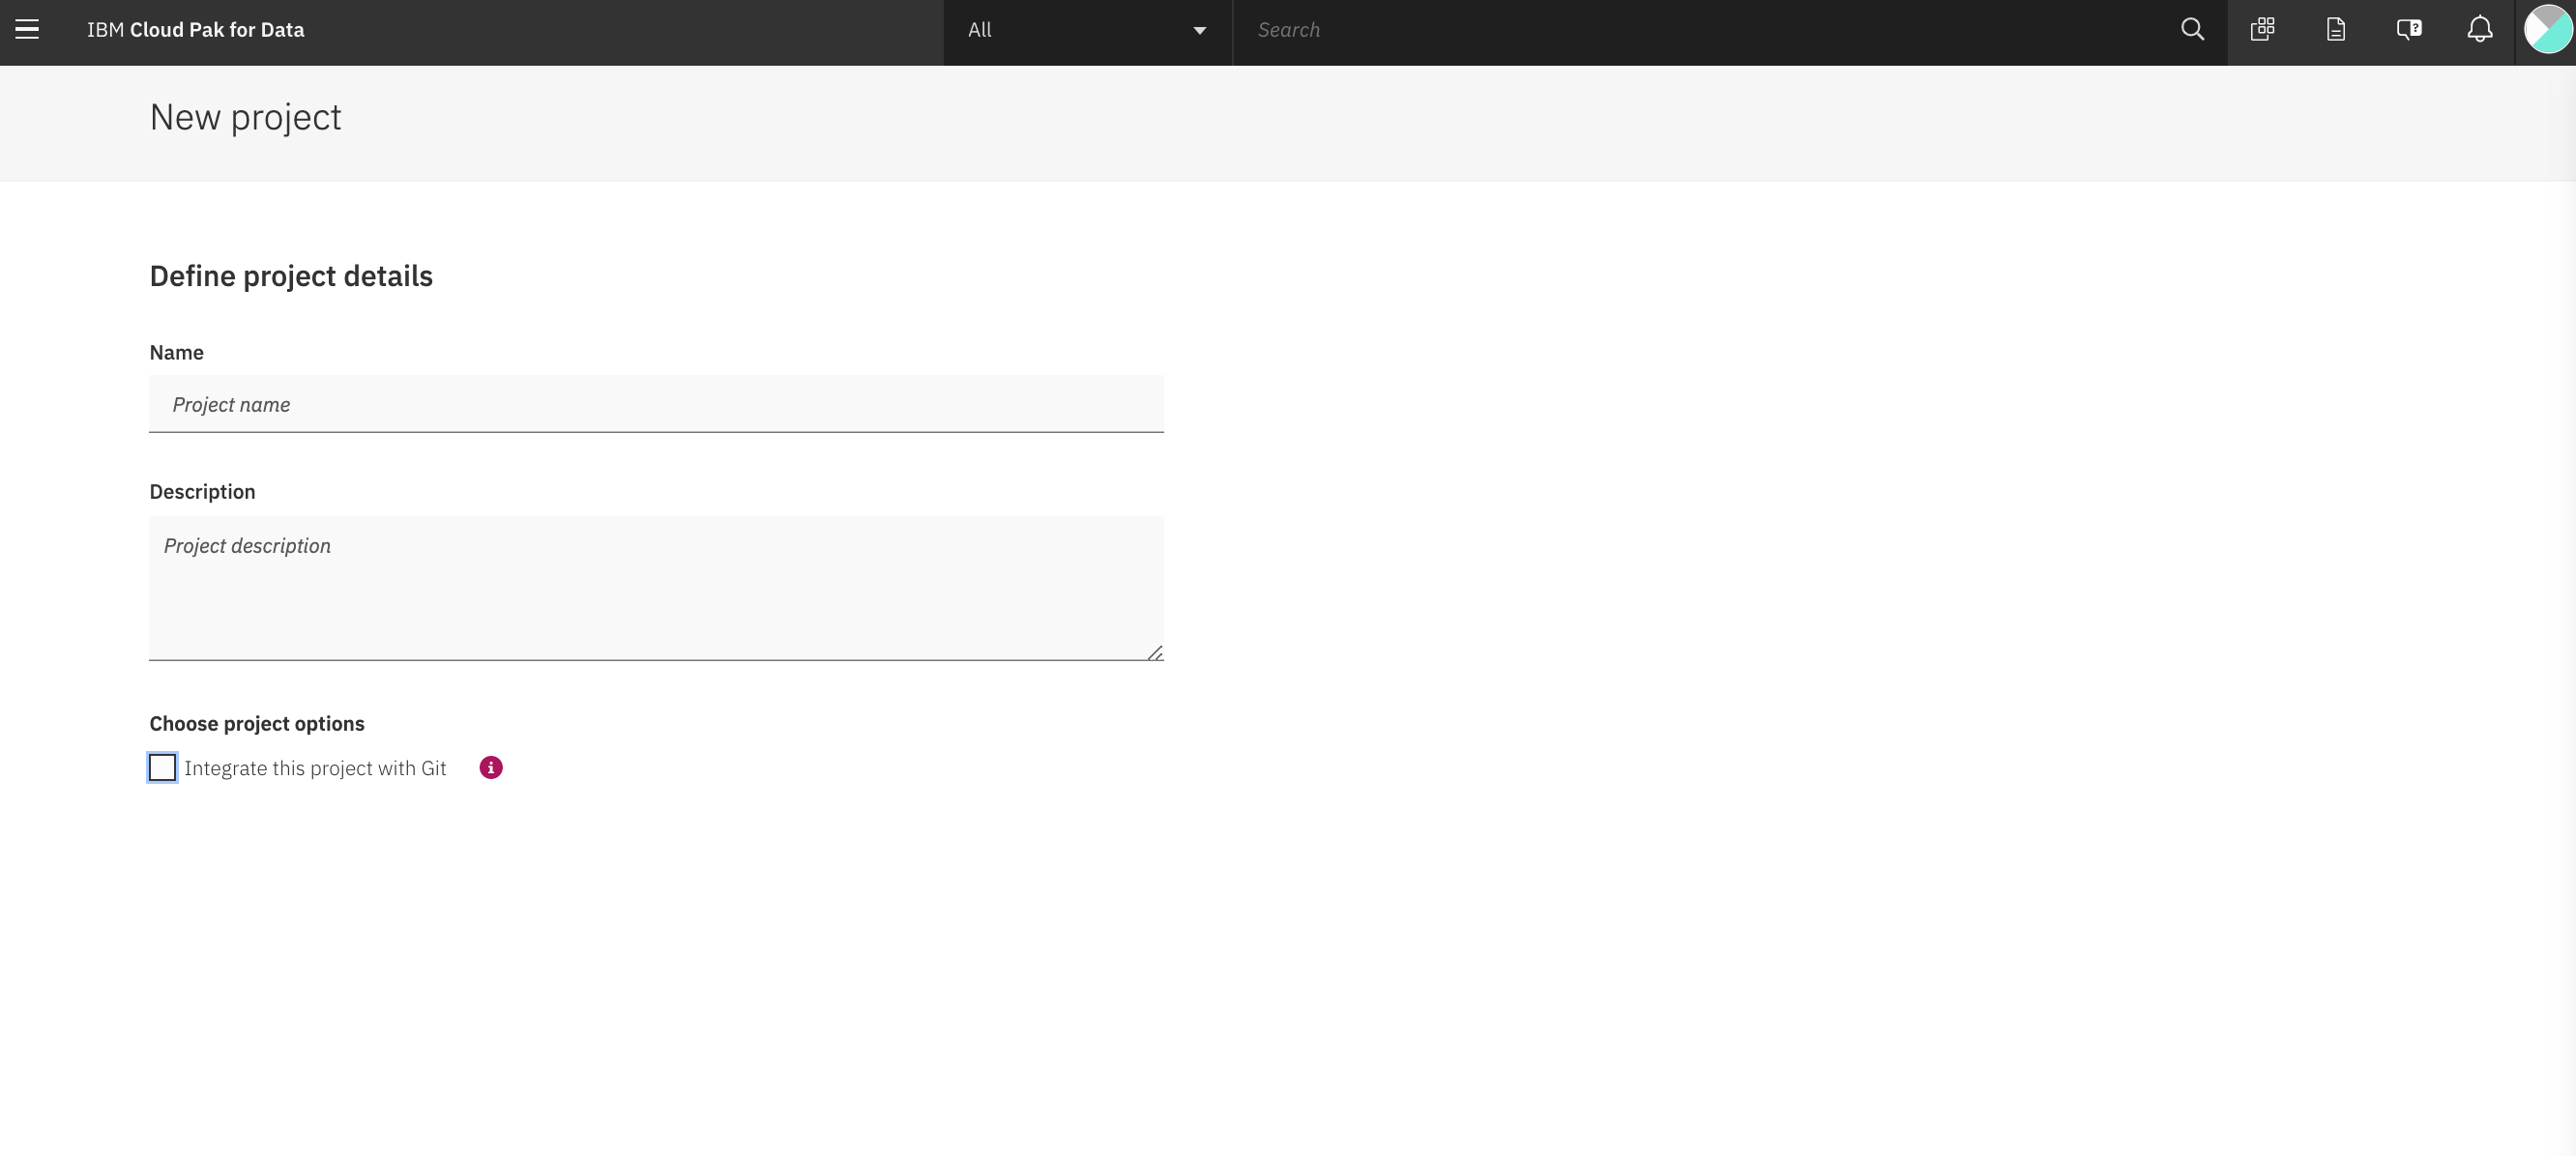 IBM Cloud Pak for Data
All
Search
New project
Define project details
Name
Project name
Description
Project description
Choose project options
Integrate this project with Git